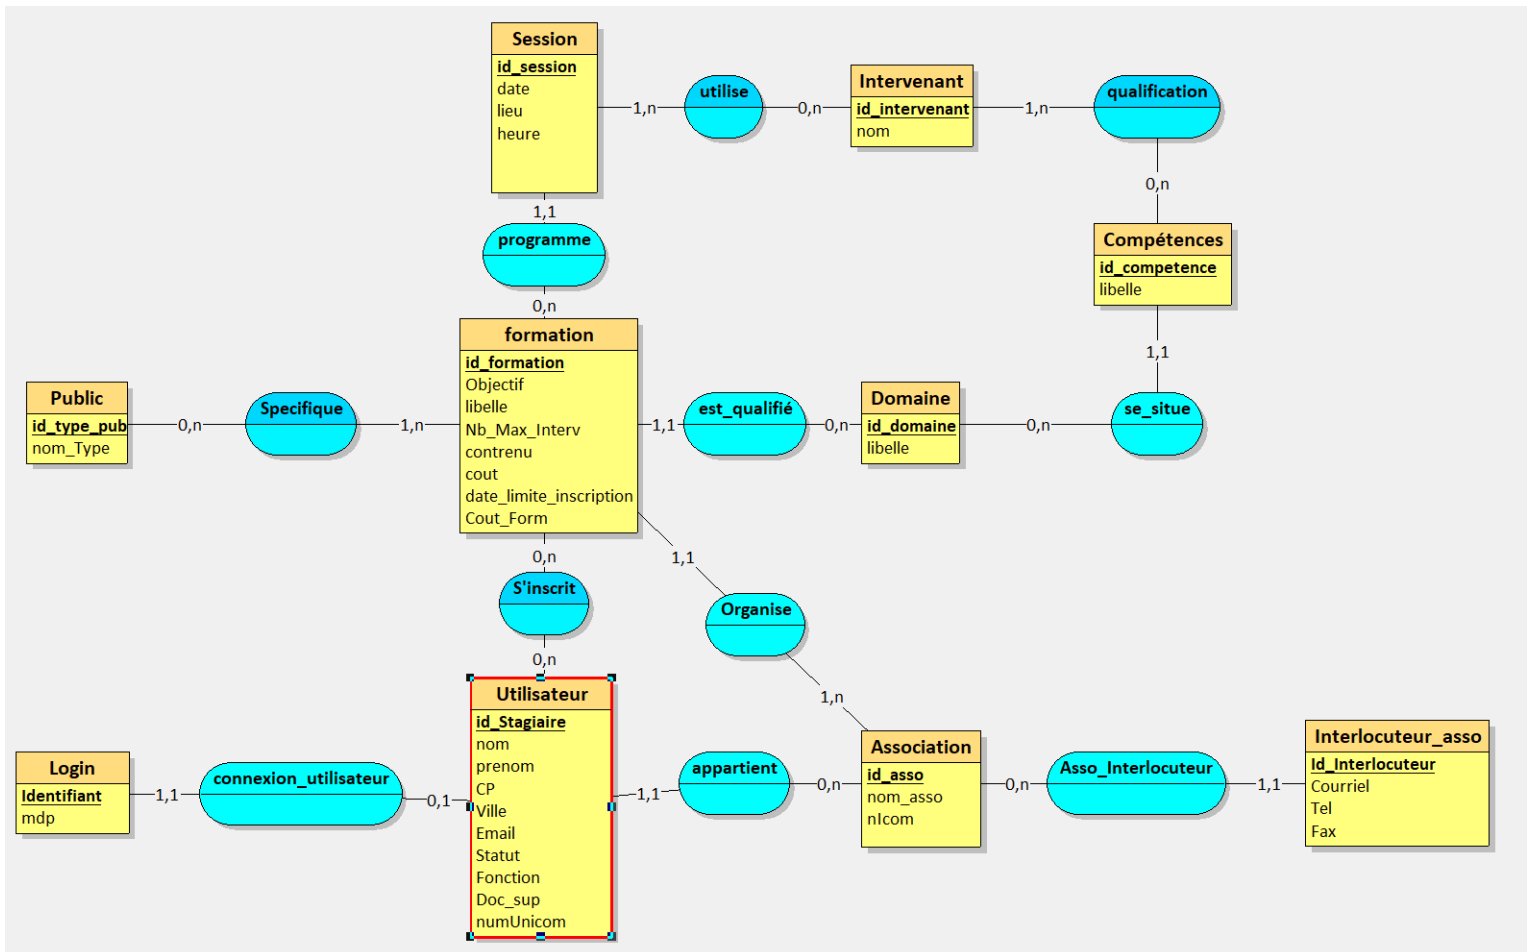 Session
id_session
date
lieu
heure
1,n
utilise
0,n
Intervenant
id_intervenant
nom
1,n
qualification
0,n
Compétences
id_competence
libelle
1,1
se_situe
0,n
Domaine
id_domaine
libelle
0,n
est_qualifié
1,1
1,1
programme
0,n
formation
id_formation
Objectif
libelle
Nb_Max_Interv
contrenu
cout
date_limite_inscription
Cout_Form
Public
id_type_pub
nom_Type
0,n
Specifique
1,n
0,n
S'inscrit
0,n
1,1
Organise
1,n
Utilisateur
id_Stagiaire
nom
prenom
CP
Ville
Email
Statut
Fonction
Doc_sup
numUnicom
Login
Identifiant
mdp
1,1
connexion_utilisateur
0,1
1,1
appartient
0,n
Association
id_asso
nom_asso
nIcom
0,n
Asso_Interlocuteur
1,1
Interlocuteur_asso
Id_Interlocuteur
Courriel
Tel
Fax